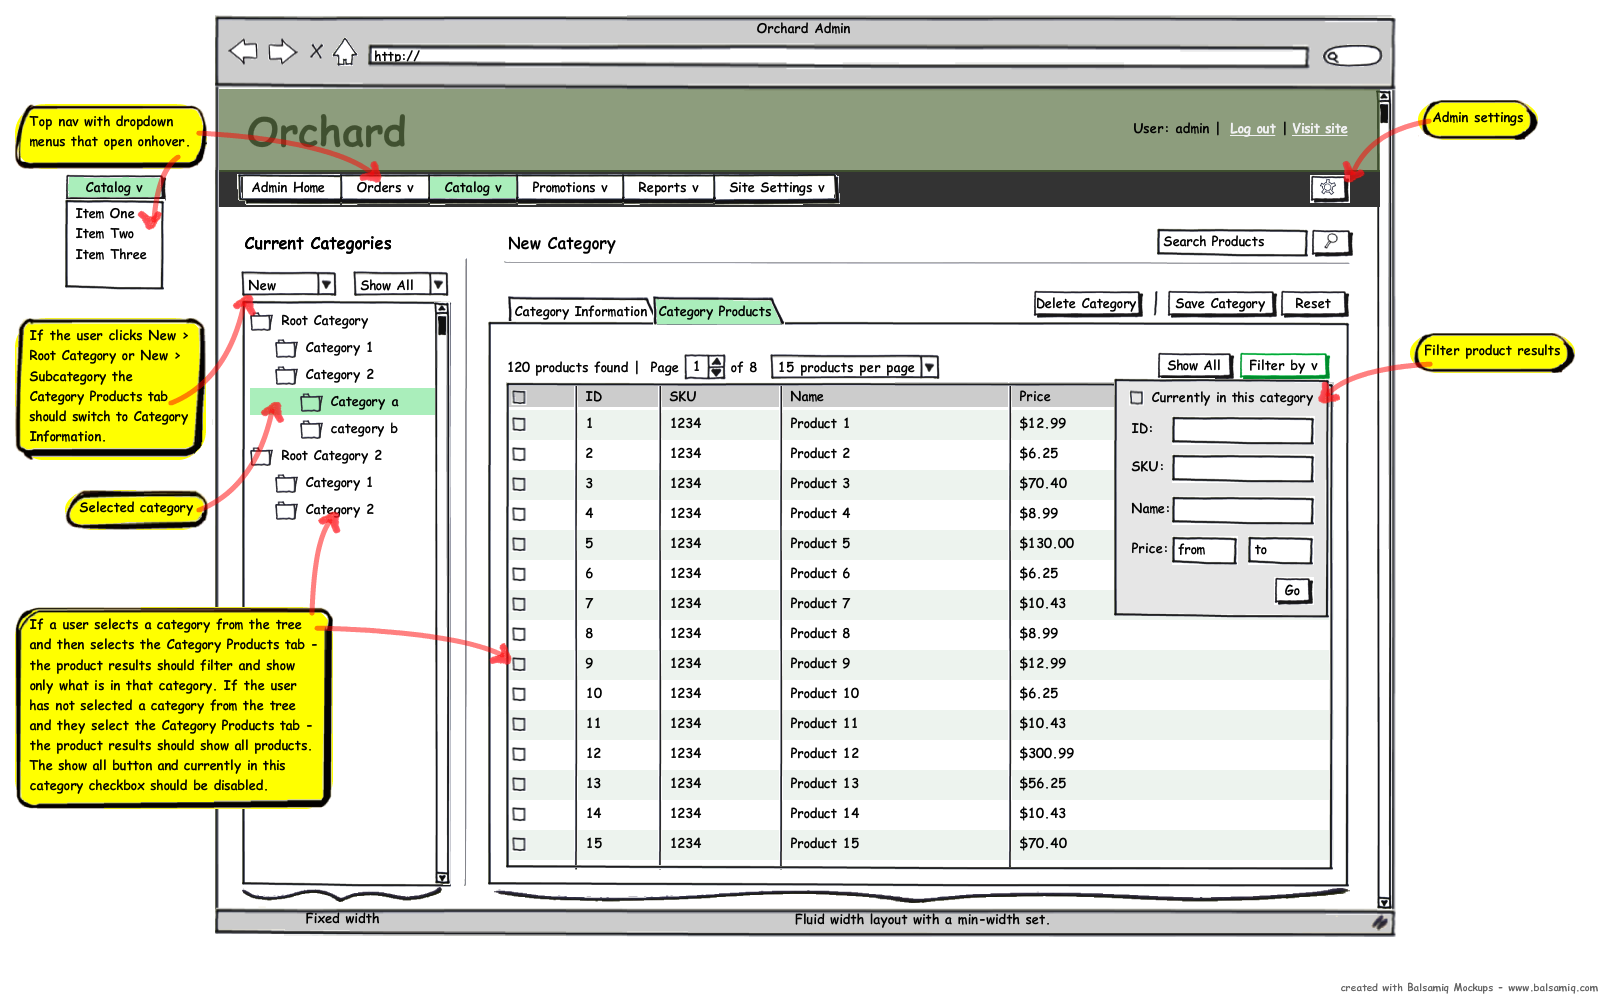 Orchard Admin
http://
Top nav with dropdown
menus that open onhover.
Orchard
User: admin | Log out | Visit site
Admin settings
Catalog v
Item One
Item Two
Item Three
Admin Home
Orders v
Catalog v
Promotions v
Reports v
Site Settings v
Current Categories
New Category
Search Products
New
Show All
Root Category
Category 1
Category 2
Category a
category b
Root Category 2
Category 1
Category 2
If the user clicks New >
Root Category or New >
Subcategory the
Category Products tab
should switch to Category
Information.
Selected category
If a user selects a category from the tree
and then selects the Category Products tab -
the product results should filter and show
only what is in that category. If the user
has not selected a category from the tree
and they select the Category Products tab -
the product results should show all products.
The show all button and currently in this
category checkbox should be disabled.
Category Information
Category Products
Delete Category
|
Save Category
Reset
120 products found | Page 1 of 8
15 products per page
Show All
Filter by v
Filter product results
ID SKU Name Price
1 1234 Product 1 $12.99
2 1234 Product 2 $6.25
3 1234 Product 3 $70.40
4 1234 Product 4 $8.99
5 1234 Product 5 $130.00
6 1234 Product 6 $6.25
7 1234 Product 7 $10.43
8 1234 Product 8 $8.99
9 1234 Product 9 $12.99
10 1234 Product 10 $6.25
11 1234 Product 11 $10.43
12 1234 Product 12 $300.99
13 1234 Product 13 $56.25
14 1234 Product 14 $10.43
15 1234 Product 15 $70.40
Currently in this category
ID:
SKU:
Name:
Price: from to
Go
Fixed width
Fluid width layout with a min-width set.
created with Balsamiq Mockups - www.balsamiq.com